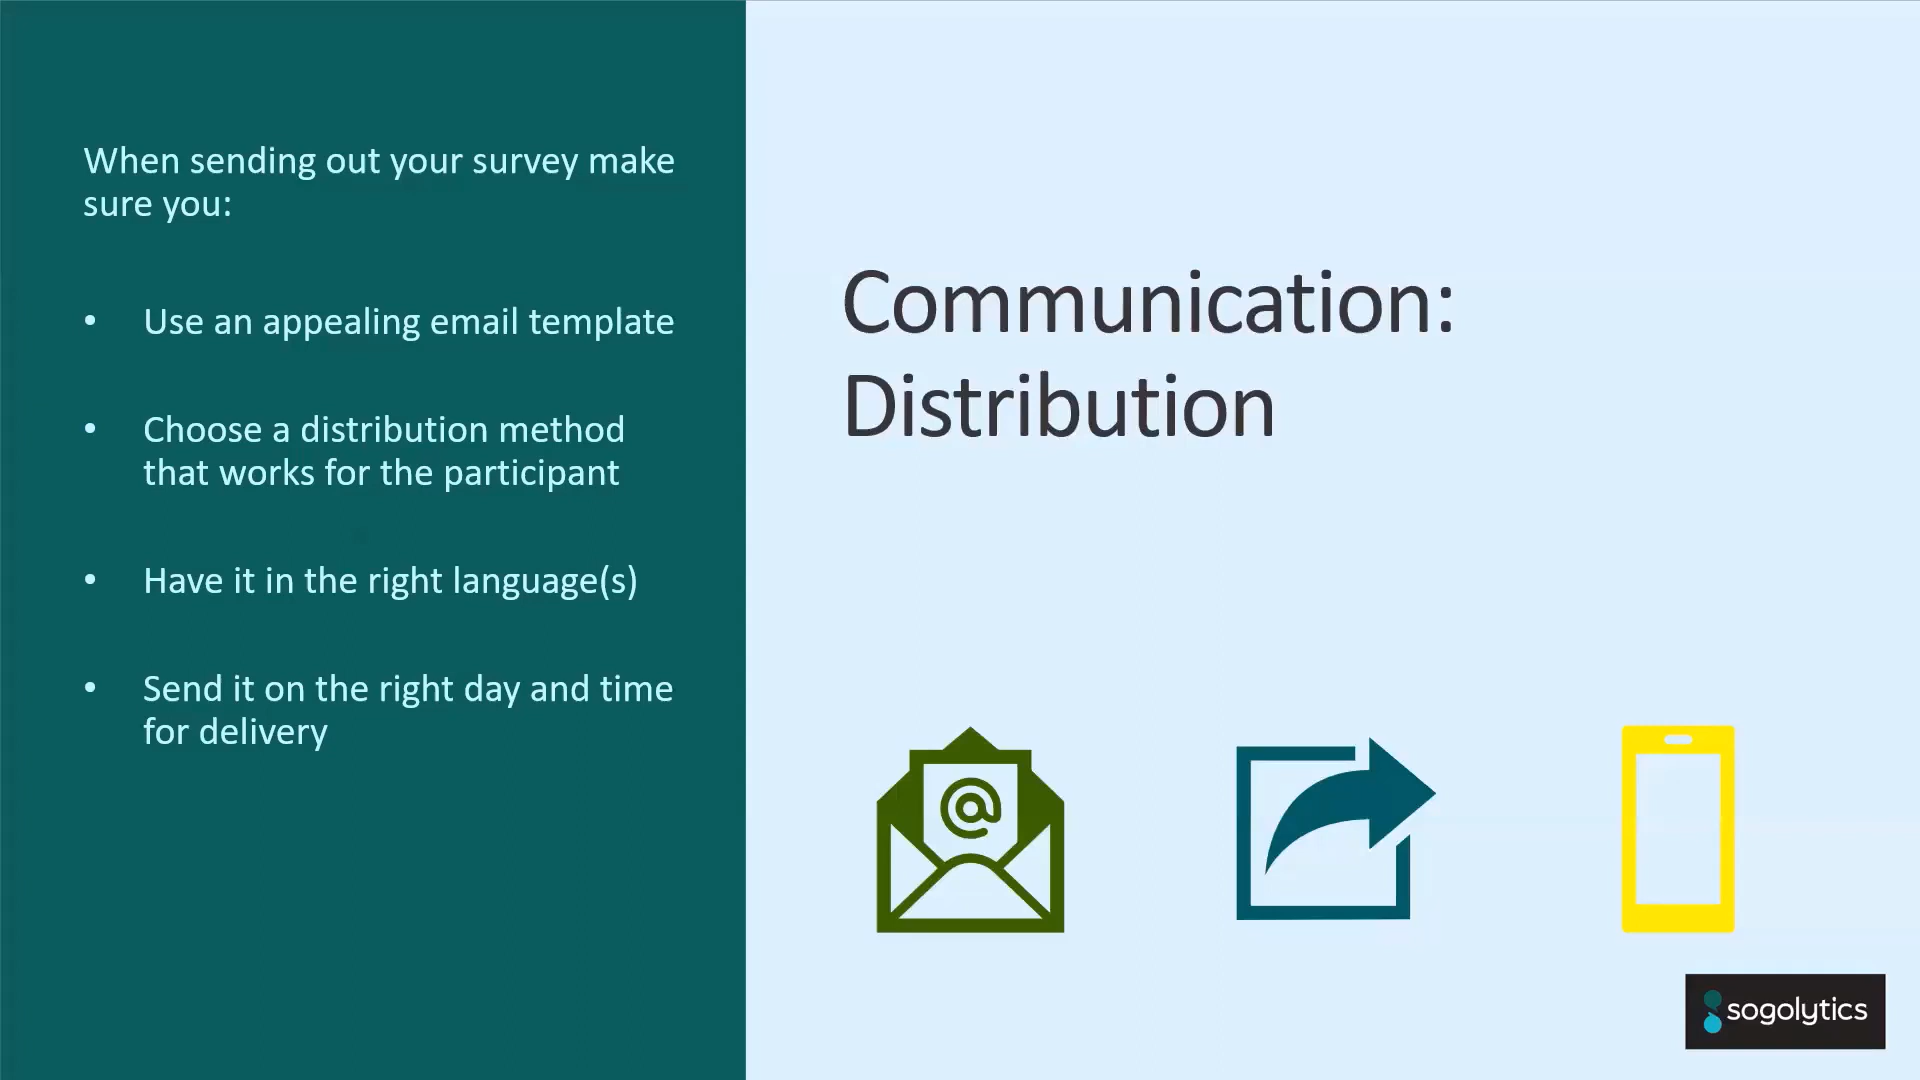 When sending out your survey make
sure you:
• Use an appealing email template
• Choose a distribution method
that works for the participant
• Have it in the right language(s)
• Send it on the right day and time
for delivery
Communication:
Distribution
@
sogolytics